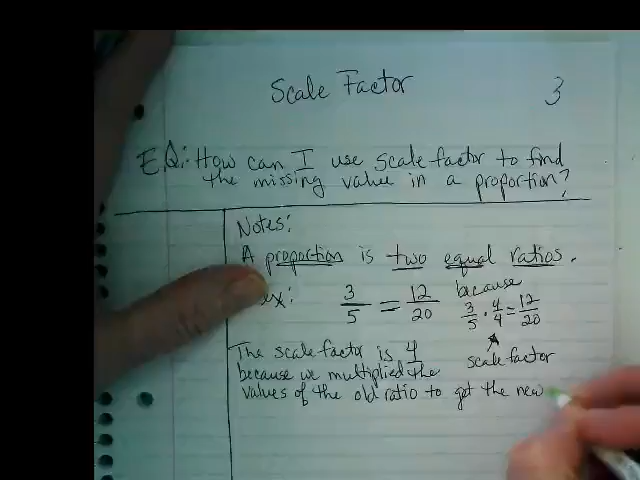 Scale Factor 3
E.Q.: How can I use scale factor to find
the missing value in a proportion?
Notes:
A proportion is two equal ratios.
ex: 3/5 = 12/20 because
3/5 · 4/4 = 12/20
scale factor
The scale factor is 4
because we multiplied the
values of the old ratio to get the new